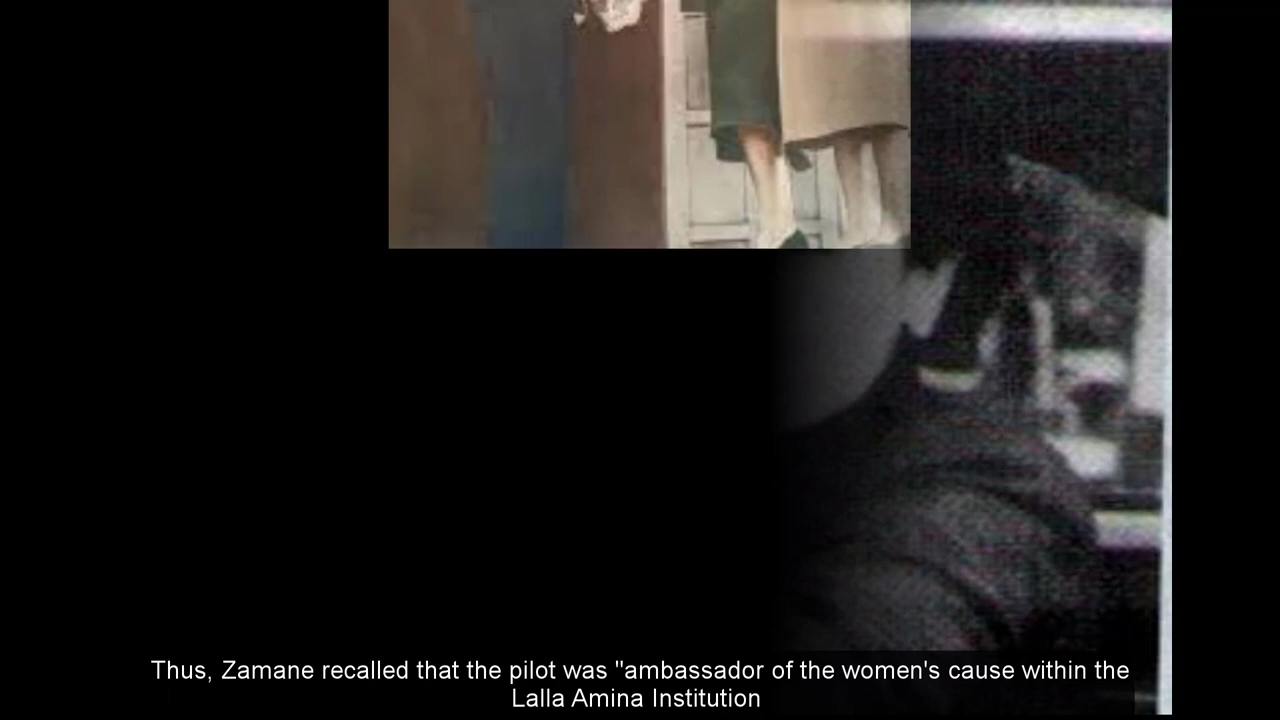 Thus, Zamane recalled that the pilot was "ambassador of the women's cause within the
Lalla Amina Institution